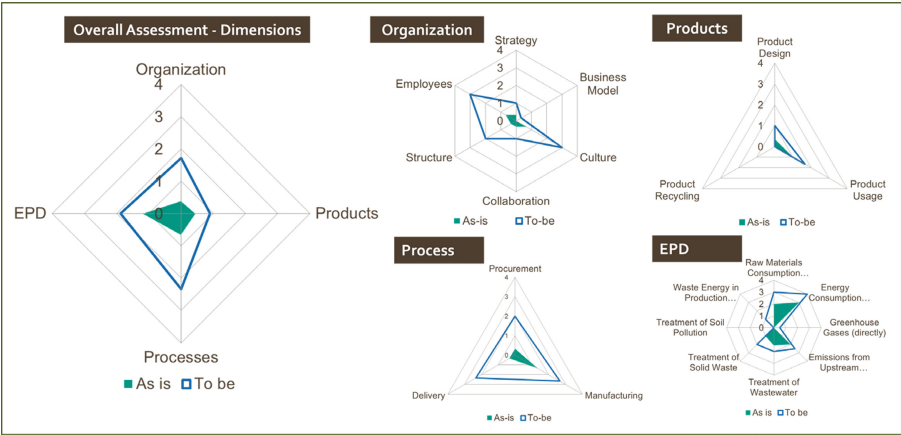 Overall Assessment - Dimensions
Organization
4
3
2
1
0
EPD
Products
Processes
As is
To be
Organization
Strategy
4
3
2
1
0
Employees
Business
Model
Structure
Culture
Collaboration
As-is
To-be
Products
Product
Design
4
3
2
1
0
Product
Recycling
Product
Usage
As-is
To-be
Process
Procurement
4
3
2
1
0
Delivery
Manufacturing
As-is
To-be
EPD
Raw Materials
Consumption...
4
3
2
1
0
Waste Energy in
Production...
Energy
Consumption...
Treatment of Soil
Pollution
Greenhouse
Gases (directly)
Treatment of
Solid Waste
Emissions from
Upstream...
Treatment of
Wastewater
As is
To be